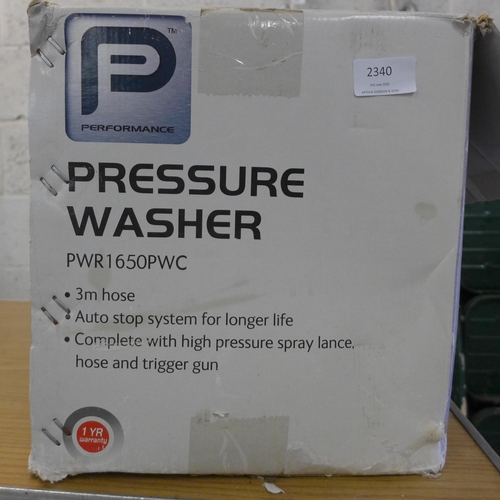 TM
PERFORMANCE
2340
PRESSURE
WASHER
PWR1650PWC
• 3m hose
• Auto stop system for longer life
• Complete with high pressure spray lance,
hose and trigger gun
1 YR
warranty